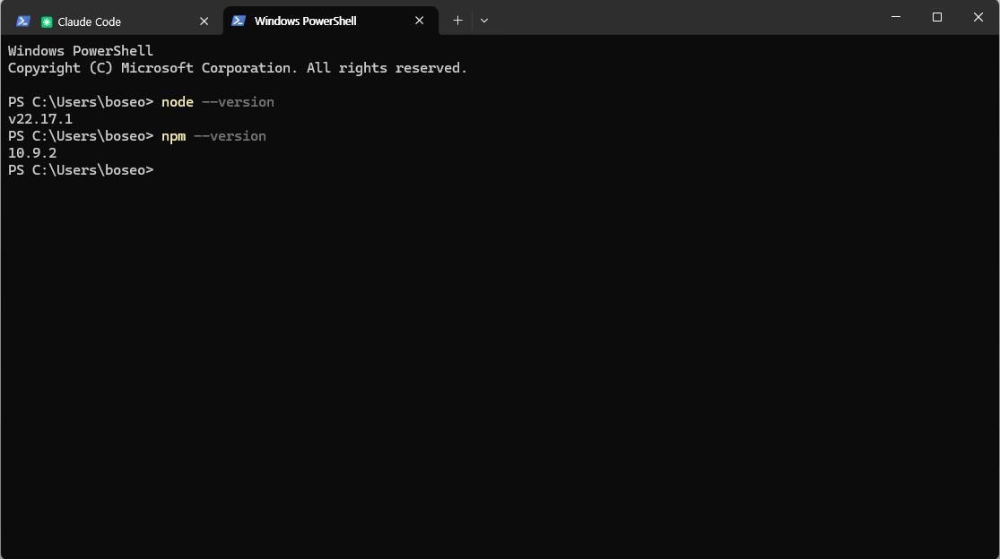 Claude Code
Windows PowerShell
Windows PowerShell
Copyright (C) Microsoft Corporation. All rights reserved.
PS C:\Users\boseo> node --version
v22.17.1
PS C:\Users\boseo> npm --version
10.9.2
PS C:\Users\boseo>